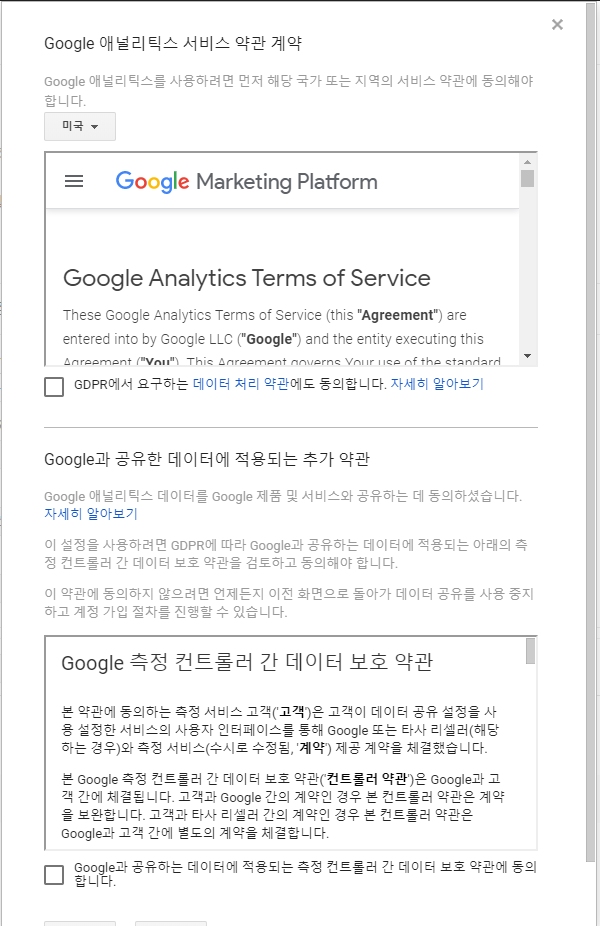 Google 애널리틱스 서비스 약관 계약
Google 애널리틱스를 사용하려면 먼저 해당 국가 또는 지역의 서비스 약관에 동의해야
합니다.
미국
Google Marketing Platform
Google Analytics Terms of Service
These Google Analytics Terms of Service (this "Agreement") are
entered into by Google LLC ("Google") and the entity executing this
Agreement ("You"). This Agreement governs Your use of the standard
GDPR에서 요구하는 데이터 처리 약관에도 동의합니다. 자세히 알아보기
Google과 공유한 데이터에 적용되는 추가 약관
Google 애널리틱스 데이터를 Google 제품 및 서비스와 공유하는 데 동의하셨습니다.
자세히 알아보기
이 설정을 사용하려면 GDPR에 따라 Google과 공유하는 데이터에 적용되는 아래의 측
정 컨트롤러 간 데이터 보호 약관을 검토하고 동의해야 합니다.
이 약관에 동의하지 않으려면 언제든지 이전 화면으로 돌아가 데이터 공유를 사용 중지
하고 계정 가입 절차를 진행할 수 있습니다.
Google 측정 컨트롤러 간 데이터 보호 약관
본 약관에 동의하는 측정 서비스 고객('고객')은 고객이 데이터 공유 설정을 사
용 설정한 서비스의 사용자 인터페이스를 통해 Google 또는 타사 리셀러(해당
하는 경우)와 측정 서비스(수시로 수정됨, '계약') 제공 계약을 체결했습니다.
본 Google 측정 컨트롤러 간 데이터 보호 약관('컨트롤러 약관')은 Google과 고
객 간에 체결됩니다. 고객과 Google 간의 계약인 경우 본 컨트롤러 약관은 계약
을 보완합니다. 고객과 타사 리셀러 간의 계약인 경우 본 컨트롤러 약관은
Google과 고객 간에 별도의 계약을 체결합니다.
Google과 공유하는 데이터에 적용되는 측정 컨트롤러 간 데이터 보호 약관에 동의
합니다.